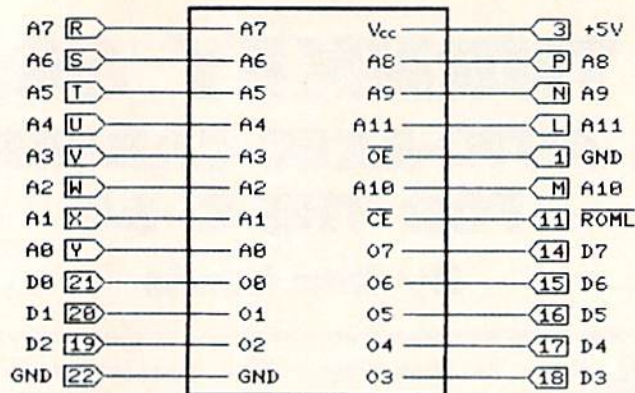 A7 R A7 Vcc 3 +5V
A6 S A6 A8 P A8
A5 T A5 A9 N A9
A4 U A4 A11 L A11
A3 V A3 O̅E̅ 1 GND
A2 W A2 A10 M A10
A1 X A1 C̅E̅ 11 R̅O̅M̅L̅
A0 Y A0 O7 14 D7
D0 21 O0 O6 15 D6
D1 20 O1 O5 16 D5
D2 19 O2 O4 17 D4
GND 22 GND O3 18 D3